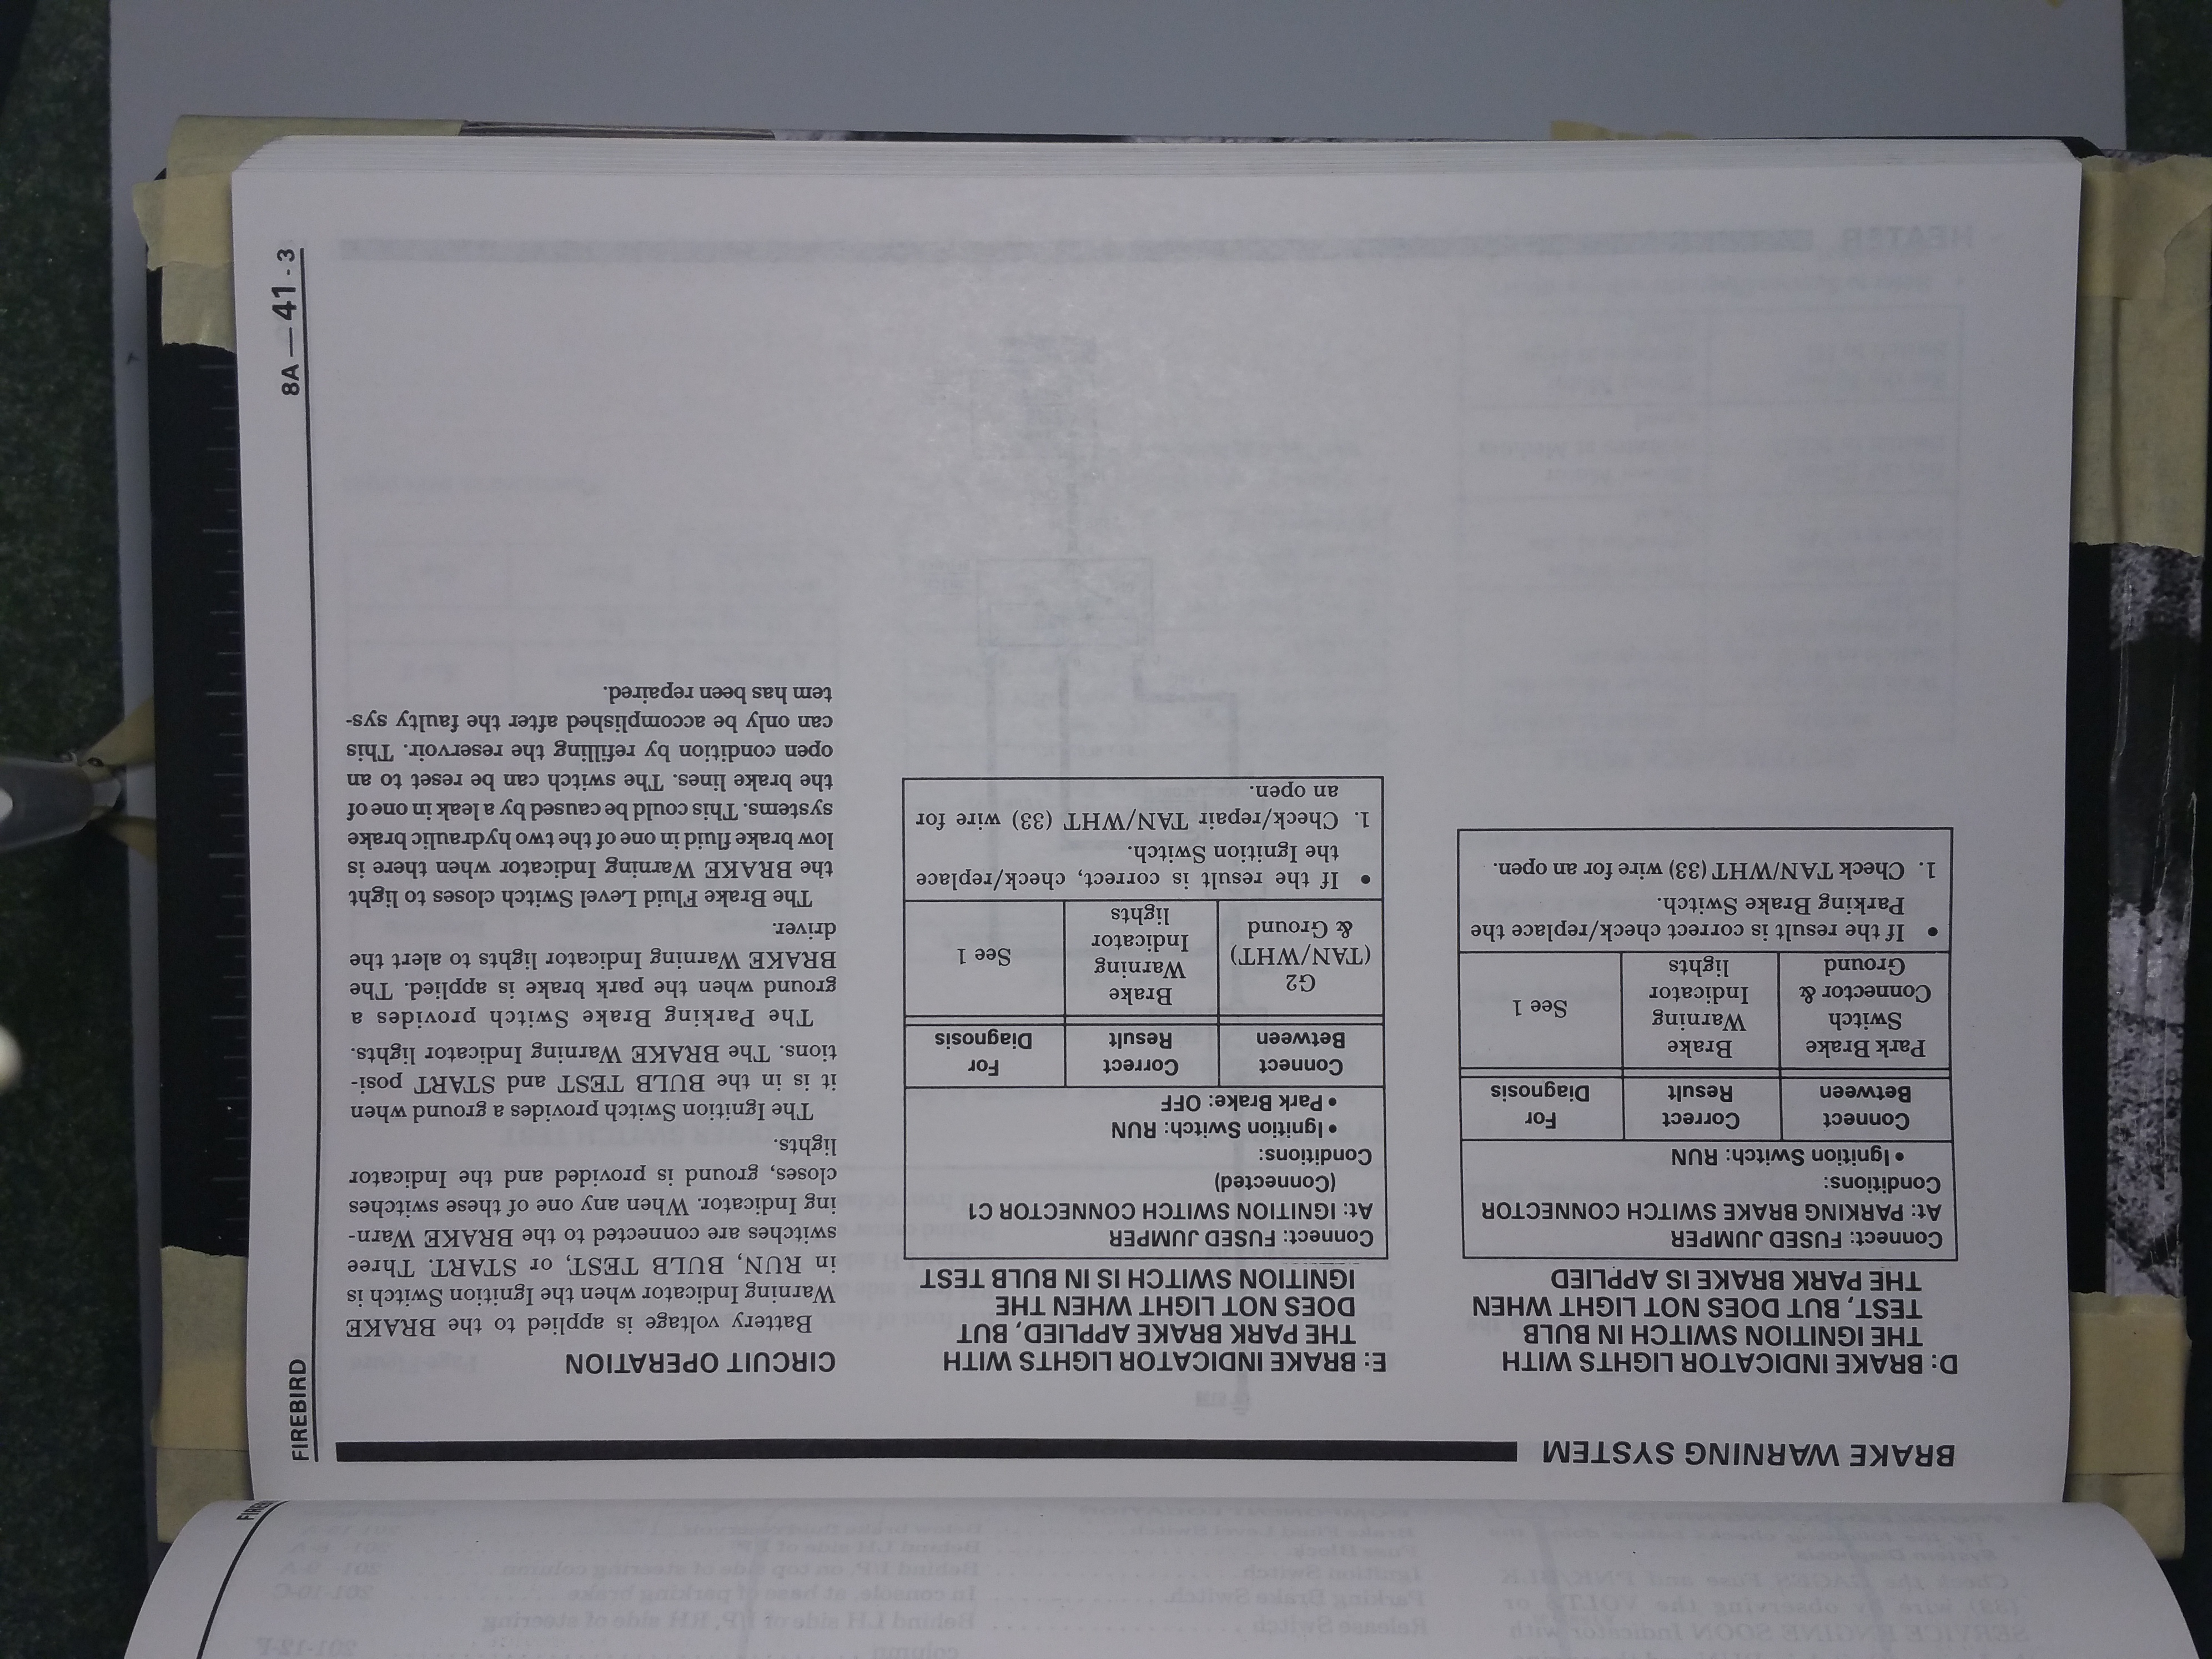 BRAKE WARNING SYSTEM
D: BRAKE INDICATOR LIGHTS WITH
THE IGNITION SWITCH IN BULB
TEST, BUT DOES NOT LIGHT WHEN
THE PARK BRAKE IS APPLIED
Connect: FUSED JUMPER
At: PARKING BRAKE SWITCH CONNECTOR
Conditions:
• Ignition Switch: RUN
Connect Between
Correct Result
For Diagnosis
Park Brake Switch Connector & Ground
Brake Warning Indicator lights
See 1
• If the result is correct check/replace the
Parking Brake Switch.
1. Check TAN/WHT (33) wire for an open.
E: BRAKE INDICATOR LIGHTS WITH
THE PARK BRAKE APPLIED, BUT
DOES NOT LIGHT WHEN THE
IGNITION SWITCH IS IN BULB TEST
Connect: FUSED JUMPER
At: IGNITION SWITCH CONNECTOR C1
(Connected)
Conditions:
• Ignition Switch: RUN
• Park Brake: OFF
Connect Between
Correct Result
For Diagnosis
G2 (TAN/WHT) & Ground
Brake Warning Indicator lights
See 1
• If the result is correct, check/replace
the Ignition Switch.
1. Check/repair TAN/WHT (33) wire for
an open.
CIRCUIT OPERATION
Battery voltage is applied to the BRAKE
Warning Indicator when the Ignition Switch is
in RUN, BULB TEST, or START. Three
switches are connected to the BRAKE Warn-
ing Indicator. When any one of these switches
closes, ground is provided and the Indicator
lights.
The Ignition Switch provides a ground when
it is in the BULB TEST and START posi-
tions. The BRAKE Warning Indicator lights.
The Parking Brake Switch provides a
ground when the park brake is applied. The
BRAKE Warning Indicator lights to alert the
driver.
The Brake Fluid Level Switch closes to light
the BRAKE Warning Indicator when there is
low brake fluid in one of the two hydraulic brake
systems. This could be caused by a leak in one of
the brake lines. The switch can be reset to an
open condition by refilling the reservoir. This
can only be accomplished after the faulty sys-
tem has been repaired.
FIREBIRD
8A — 41 - 3